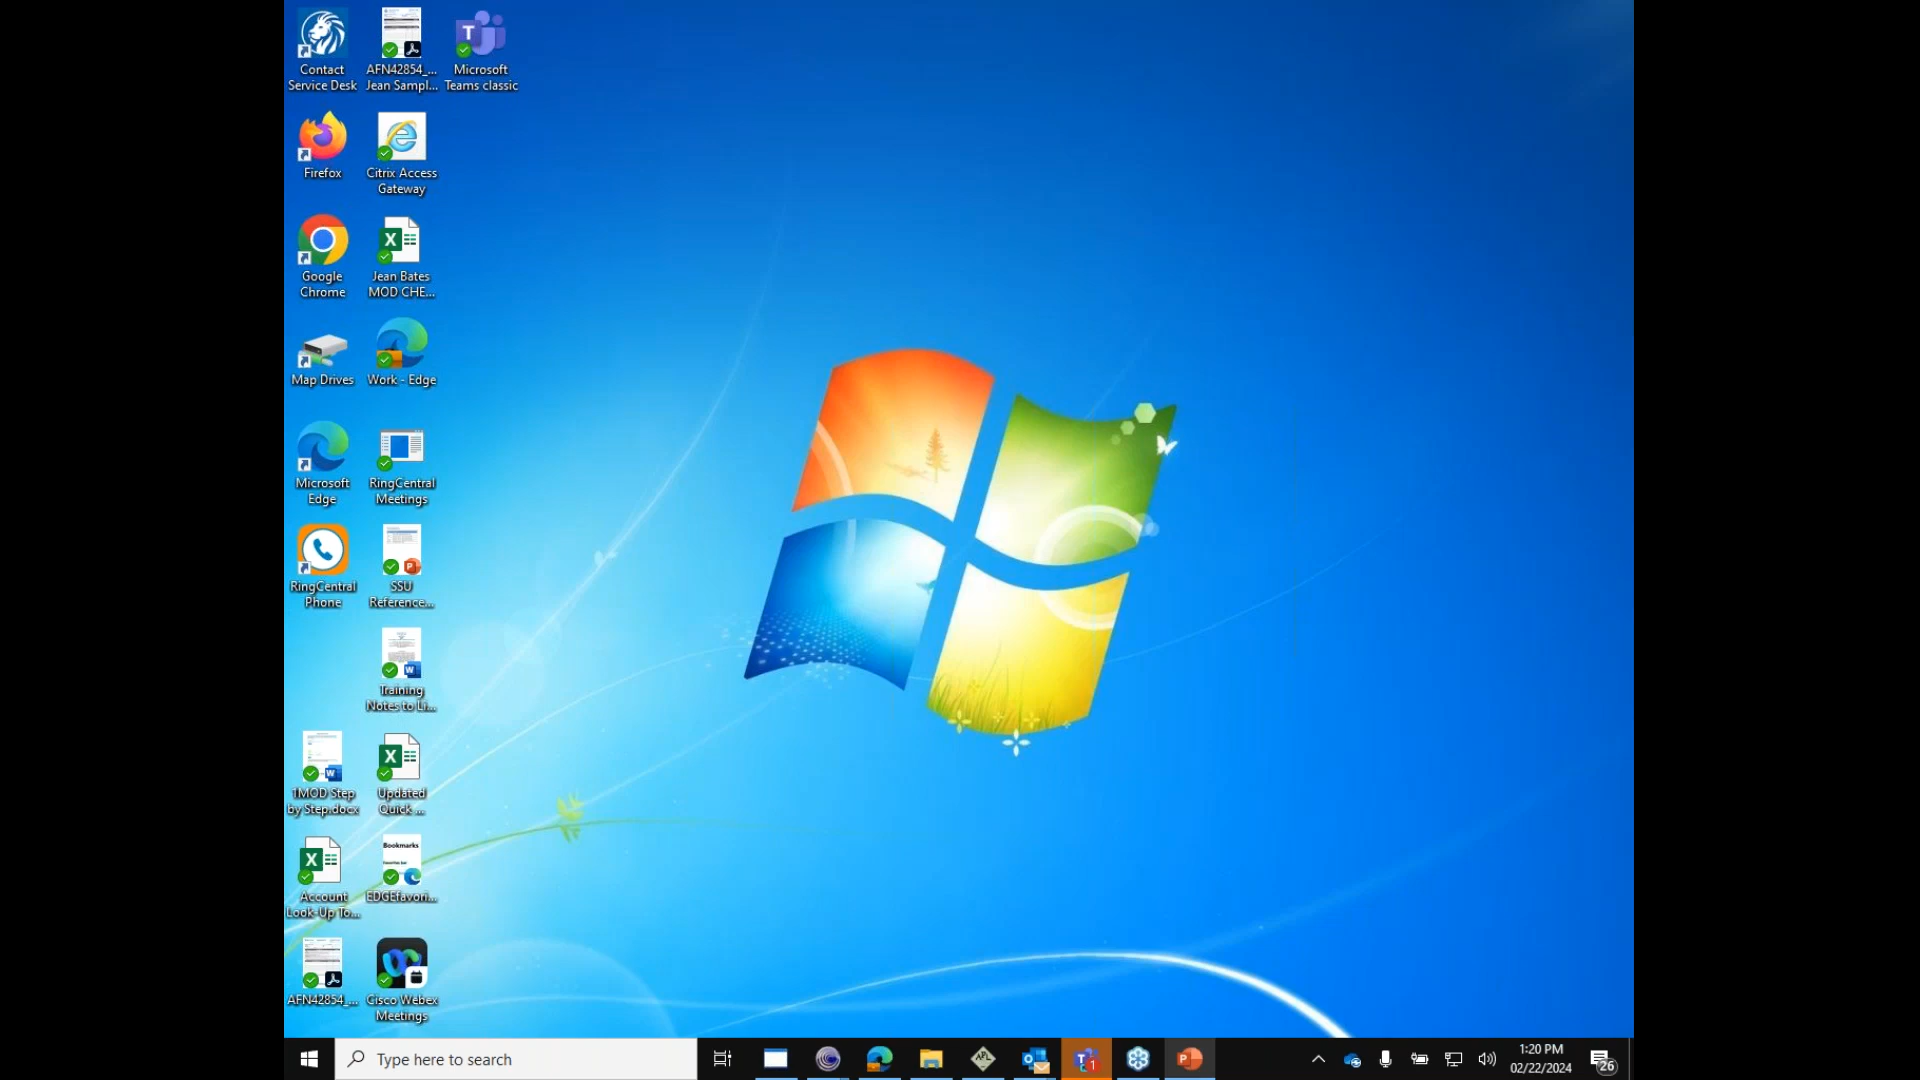 Contact
Service Desk
AFN42854_...
Jean Sampl...
Microsoft
Teams classic
Firefox
Citrix Access
Gateway
Google
Chrome
Jean Bates
MOD CHE...
Map Drives
Work - Edge
Microsoft
Edge
RingCentral
Meetings
RingCentral
Phone
SSU
Reference...
Training
Notes to Li...
1MOD Step
by Step.docx
Updated
Quick ...
Account
Look-Up To...
Bookmarks
EDGEfavori...
AFN42854_...
Cisco Webex
Meetings
Type here to search
1:20 PM
02/22/2024
26